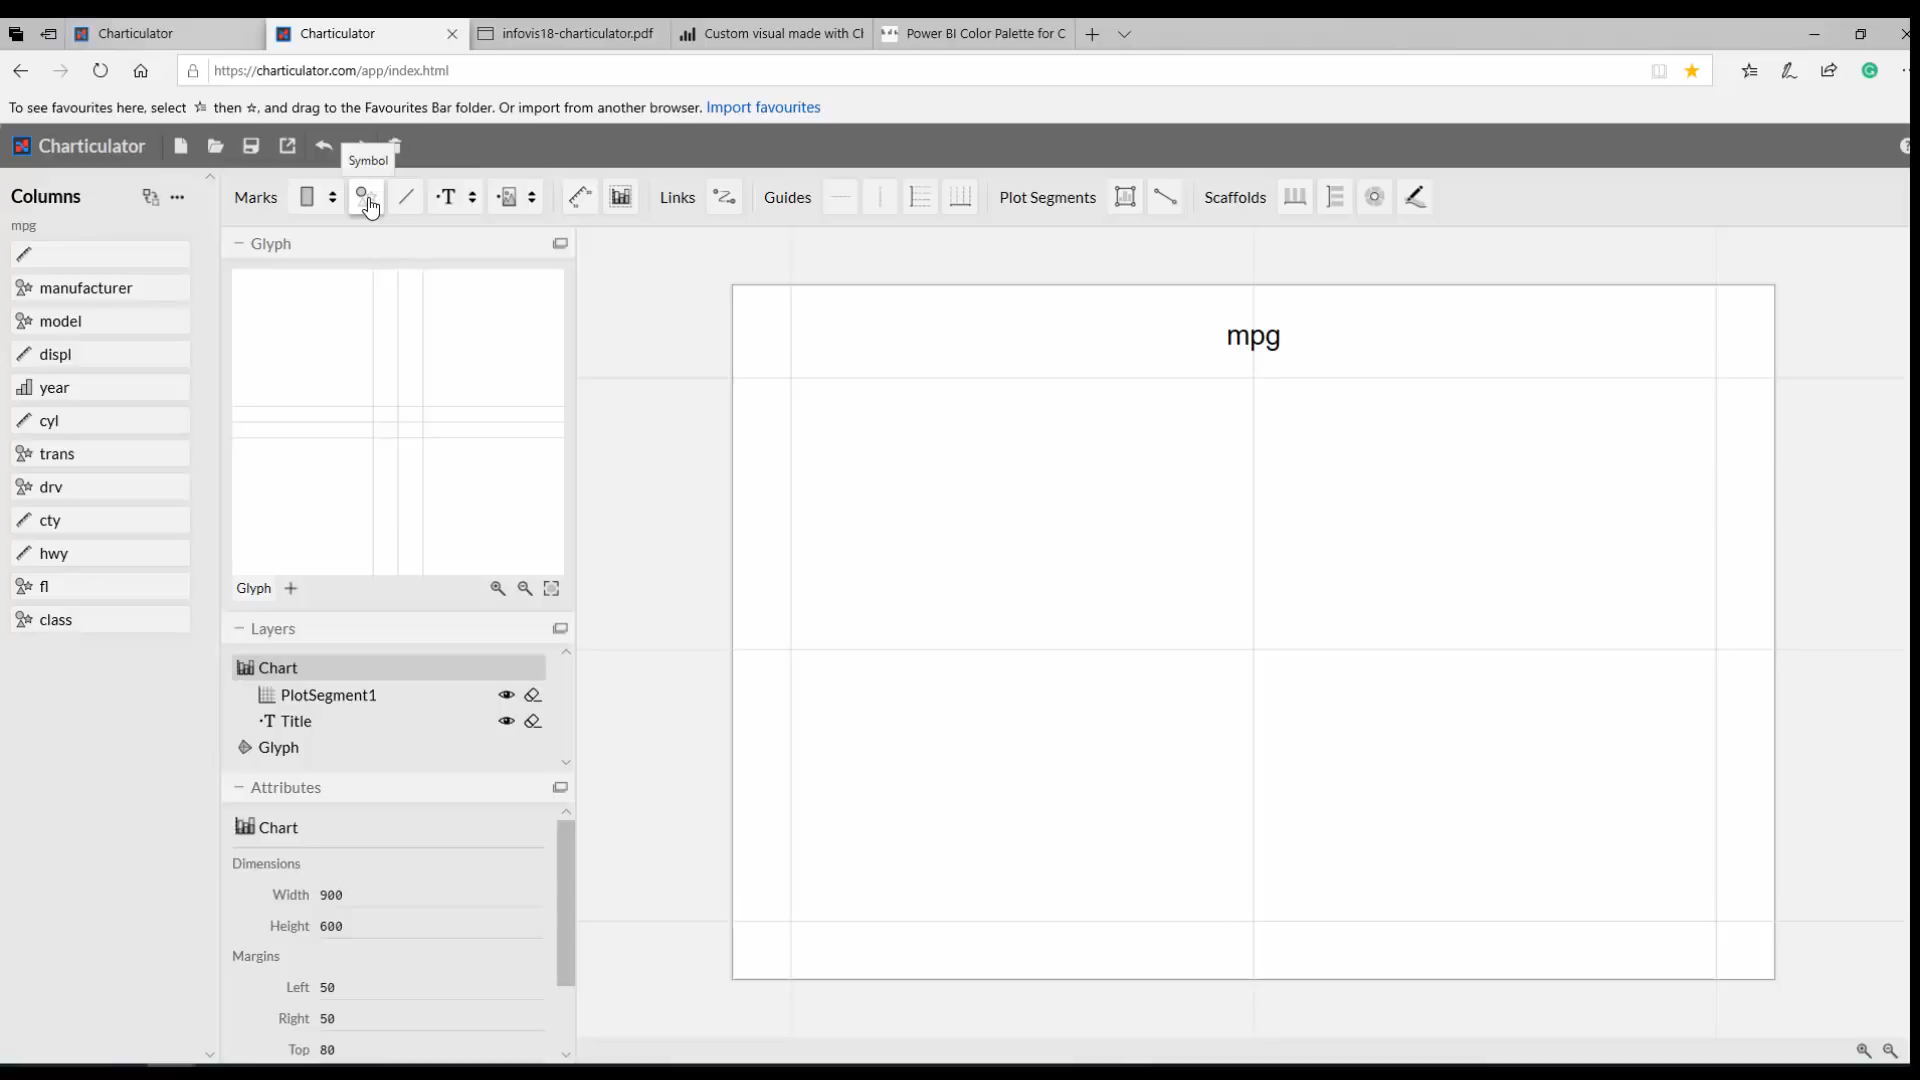 Charticulator
Charticulator
infovis18-charticulator.pdf
Custom visual made with Cl
Power BI Color Palette for C
https://charticulator.com/app/index.html
To see favourites here, select then ☆, and drag to the Favourites Bar folder. Or import from another browser. Import favourites
Charticulator
Symbol
Columns
Marks
Links
Guides
Plot Segments
Scaffolds
mpg
manufacturer
model
displ
year
cyl
trans
drv
cty
hwy
fl
class
Glyph
Glyph
Layers
Chart
PlotSegment1
Title
Glyph
Attributes
Chart
Dimensions
Width 900
Height 600
Margins
Left 50
Right 50
Top 80
mpg